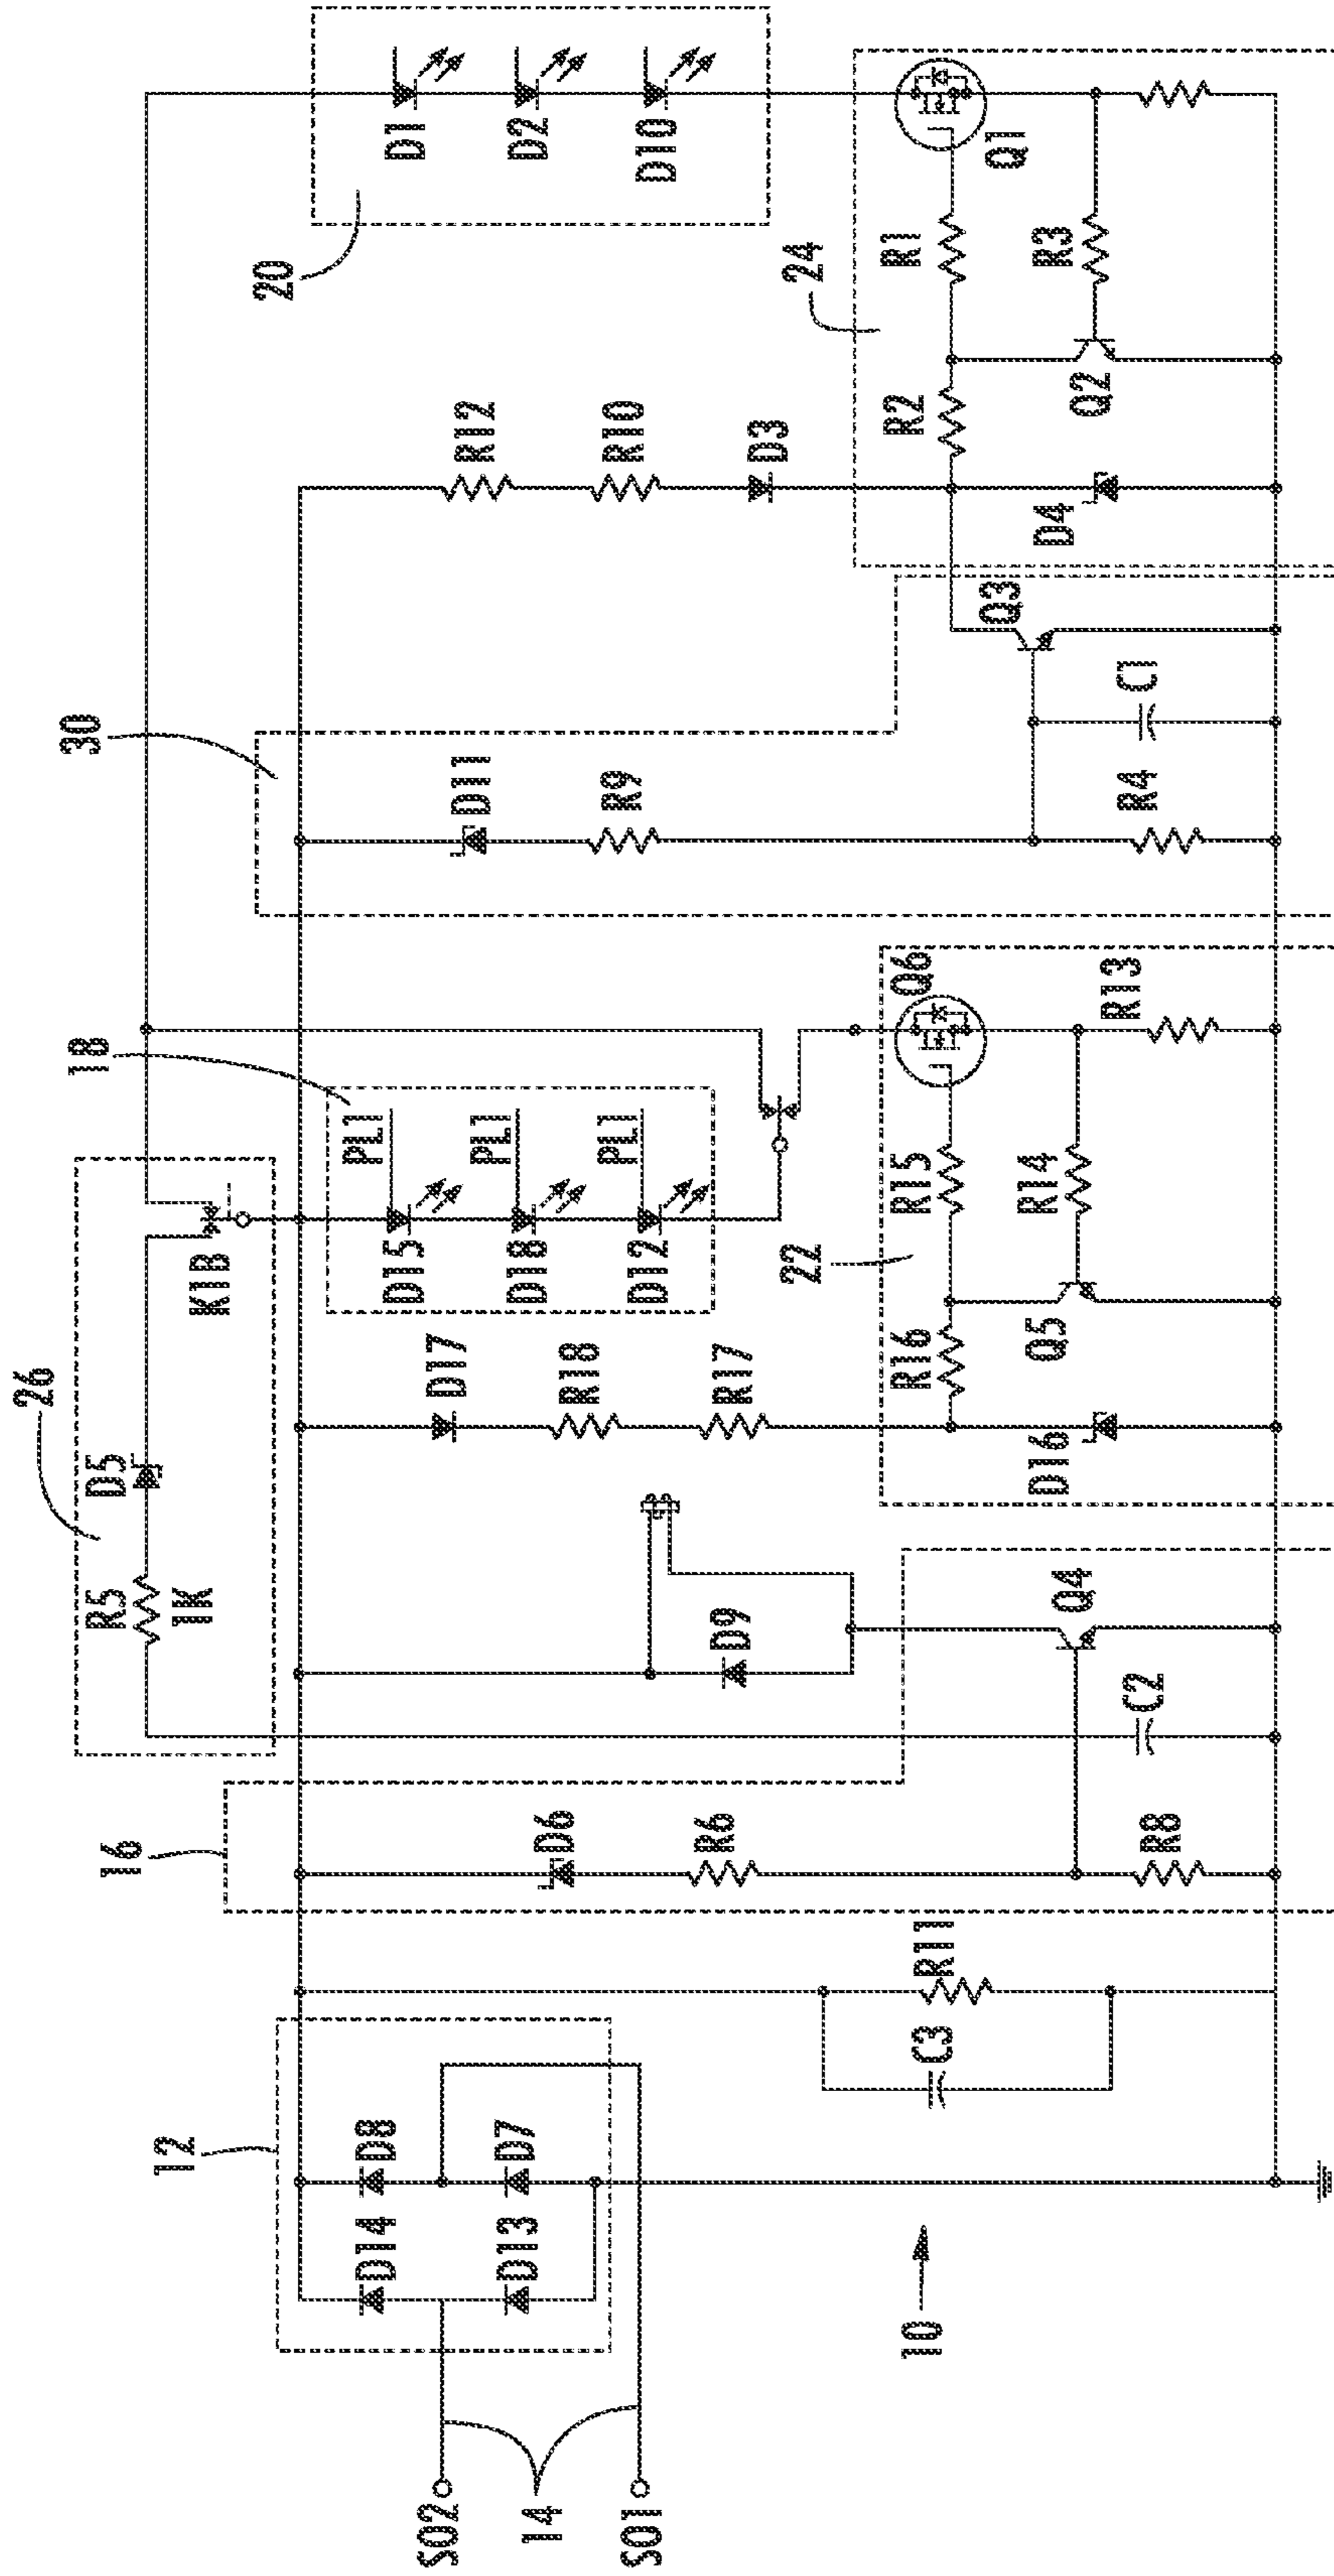 S02
S01
14
10
12
D14
D8
D13
D7
C3
R11
16
D6
R6
R8
C2
26
R5
1K
D5
K1B
D9
Q4
D17
R18
R17
D16
R16
Q5
22
R15
R14
Q6
R13
18
D15
PL1
D18
PL1
D12
PL1
30
D11
R9
R4
C1
Q3
R12
R10
D3
D4
R2
Q2
24
R1
R3
Q1
20
D1
D2
D10